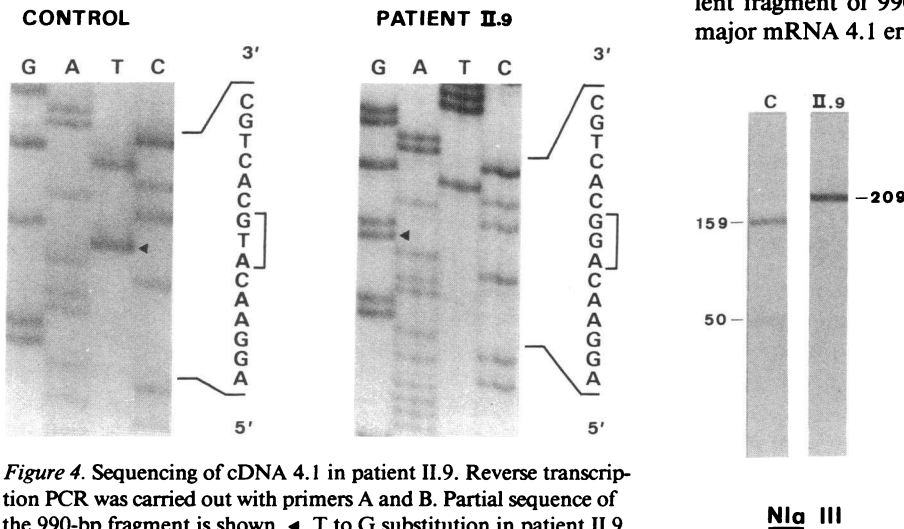 lent fragment of 990
major mRNA 4.1 er
CONTROL
G A T C
3'
C
G
T
C
A
C
G
T
A
C
A
A
G
G
A
5'
PATIENT II.9
G A T C
3'
C
G
T
C
A
C
G
G
A
C
A
A
G
G
A
5'
C II.9
159
50
209
Nla III
Figure 4. Sequencing of cDNA 4.1 in patient II.9. Reverse transcrip-
tion PCR was carried out with primers A and B. Partial sequence of
the 990-bp fragment is shown. ◄, T to G substitution in patient II.9